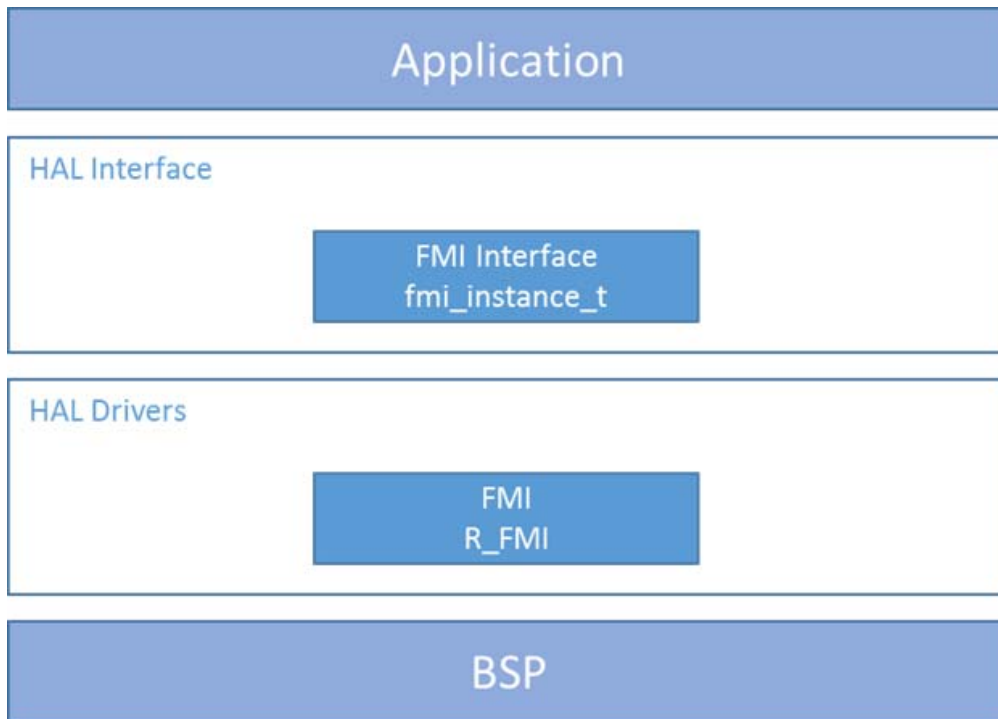 Application
HAL Interface
FMI Interface
fmi_instance_t
HAL Drivers
FMI
R_FMI
BSP